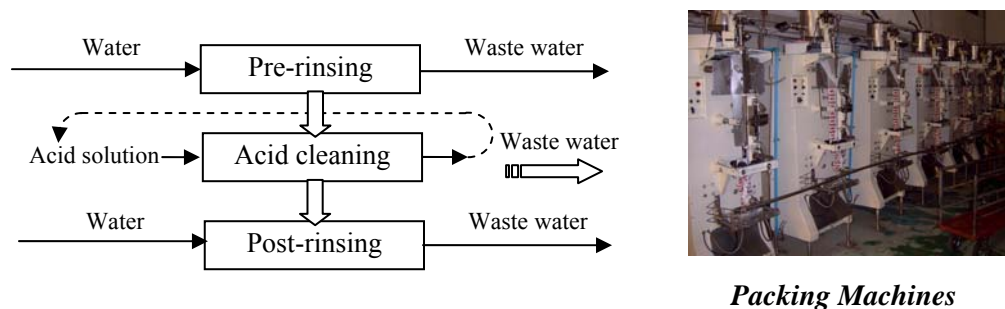 Water
Pre-rinsing
Waste water
Acid solution
Acid cleaning
Waste water
Water
Post-rinsing
Waste water
Packing Machines